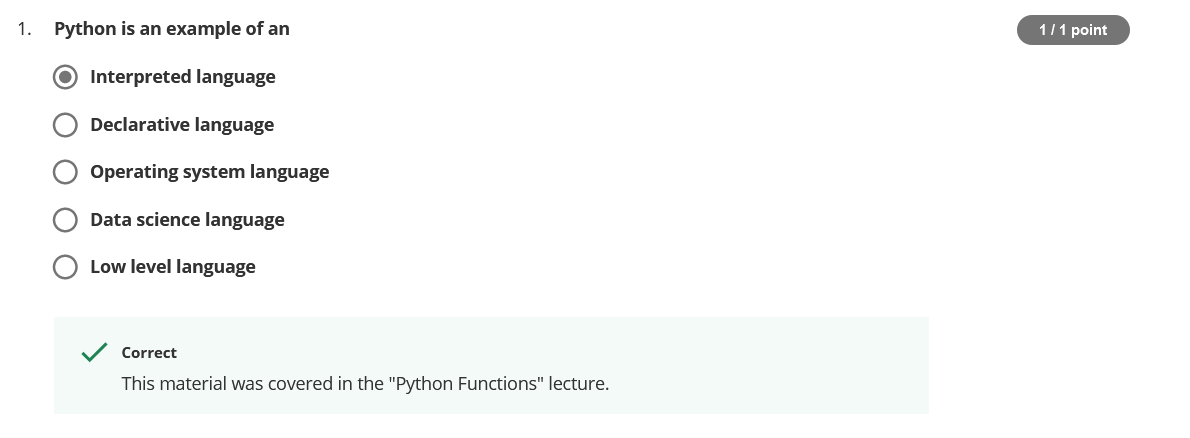 1. Python is an example of an
1 / 1 point
Interpreted language
Declarative language
Operating system language
Data science language
Low level language
Correct
This material was covered in the "Python Functions" lecture.